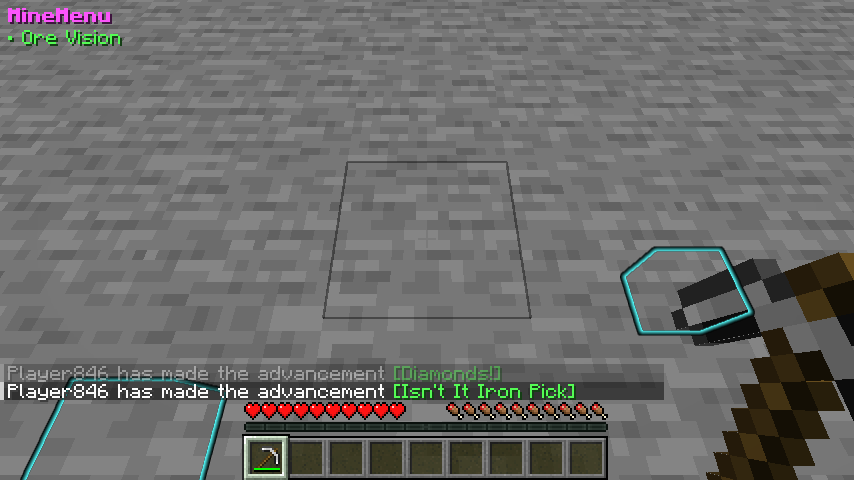 MineMenu
• Ore Vision
Player846 has made the advancement [Diamonds!]
Player846 has made the advancement [Isn't It Iron Pick]